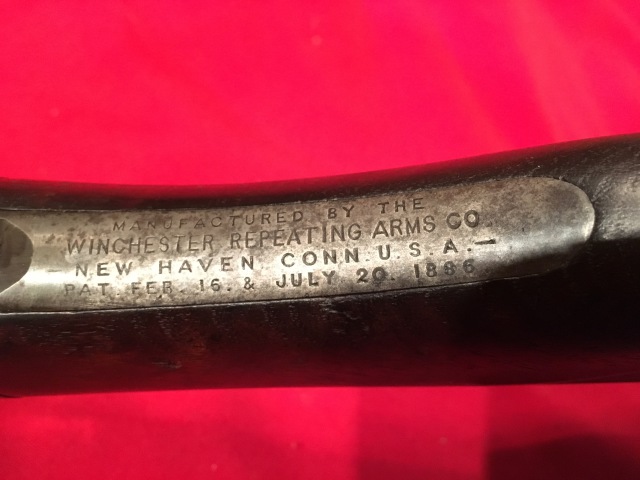 MANUFACTURED BY THE
WINCHESTER REPEATING ARMS CO
- NEW HAVEN CONN. U.S.A. -
PAT. FEB. 16. & JULY 20. 1886